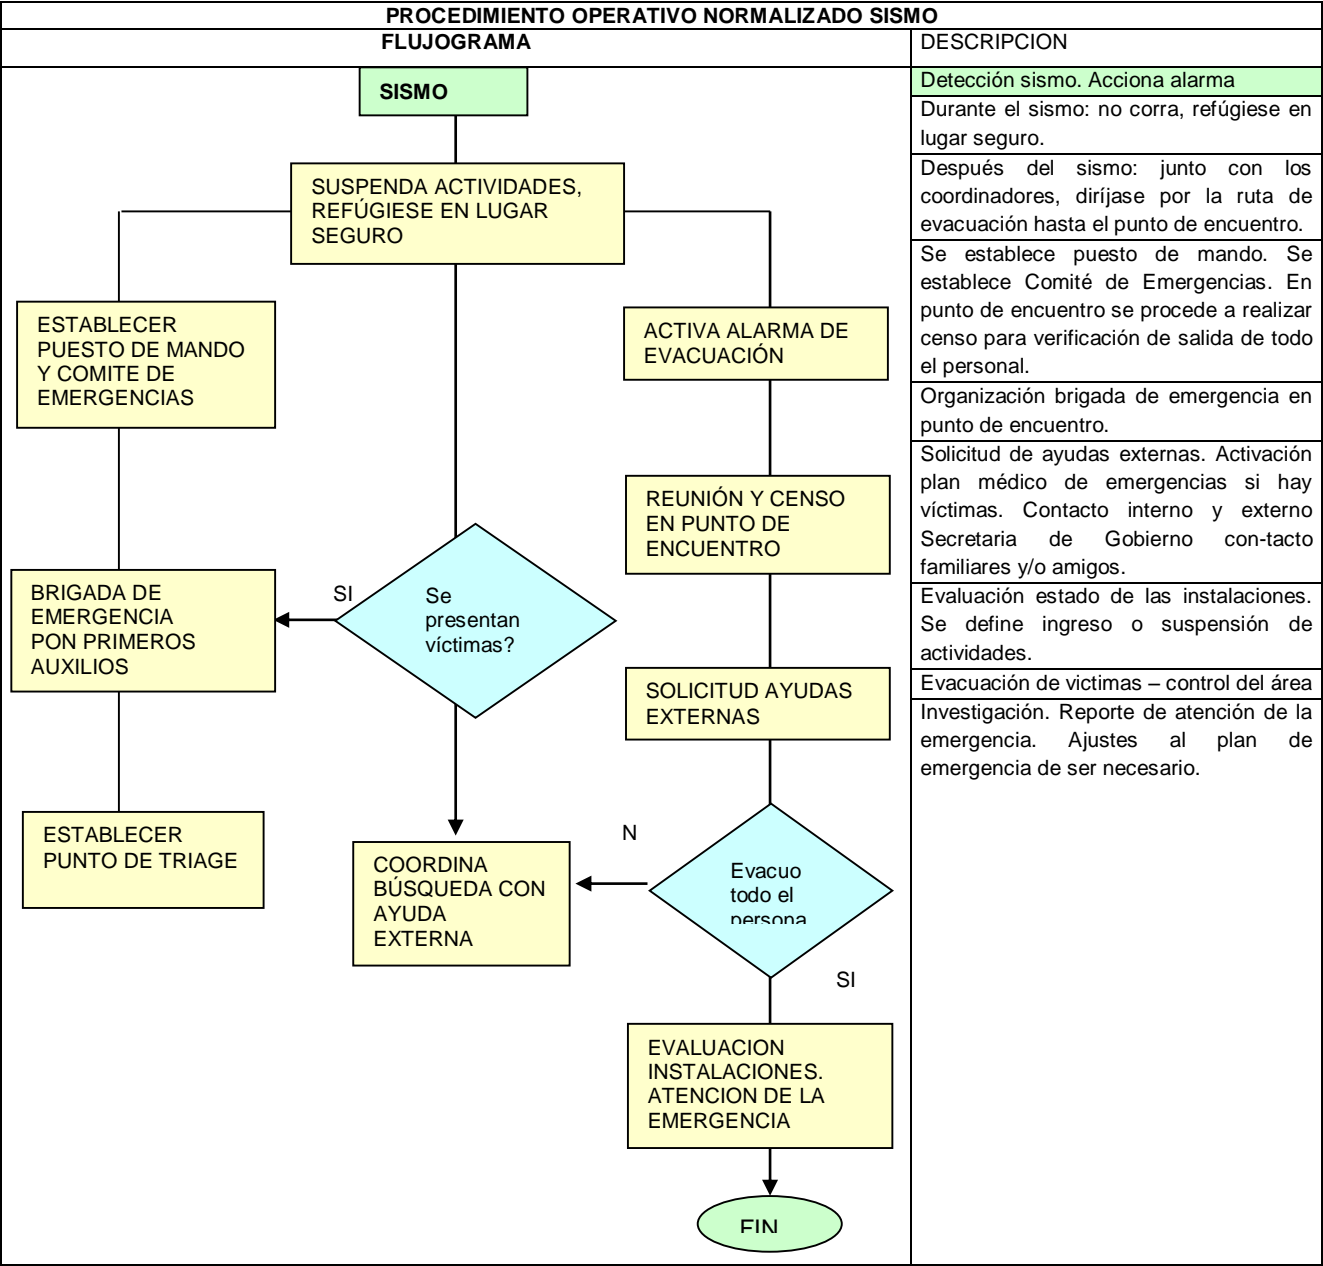 PROCEDIMIENTO OPERATIVO NORMALIZADO SISMO
FLUJOGRAMA
DESCRIPCION
SISMO
SUSPENDA ACTIVIDADES,
REFÚGIESE EN LUGAR
SEGURO
ESTABLECER
PUESTO DE MANDO
Y COMITE DE
EMERGENCIAS
ACTIVA ALARMA DE
EVACUACIÓN
REUNIÓN Y CENSO
EN PUNTO DE
ENCUENTRO
BRIGADA DE
EMERGENCIA
PON PRIMEROS
AUXILIOS
SI
Se
presentan
víctimas?
SOLICITUD AYUDAS
EXTERNAS
ESTABLECER
PUNTO DE TRIAGE
COORDINA
BÚSQUEDA CON
AYUDA
EXTERNA
N
Evacuo
todo el
persona
SI
EVALUACION
INSTALACIONES.
ATENCION DE LA
EMERGENCIA
FIN
Detección sismo. Acciona alarma
Durante el sismo: no corra, refúgiese en
lugar seguro.
Después del sismo: junto con los
coordinadores, diríjase por la ruta de
evacuación hasta el punto de encuentro.
Se establece puesto de mando. Se
establece Comité de Emergencias. En
punto de encuentro se procede a realizar
censo para verificación de salida de todo
el personal.
Organización brigada de emergencia en
punto de encuentro.
Solicitud de ayudas externas. Activación
plan médico de emergencias si hay
víctimas. Contacto interno y externo
Secretaria de Gobierno con-tacto
familiares y/o amigos.
Evaluación estado de las instalaciones.
Se define ingreso o suspensión de
actividades.
Evacuación de victimas – control del área
Investigación. Reporte de atención de la
emergencia. Ajustes al plan de
emergencia de ser necesario.